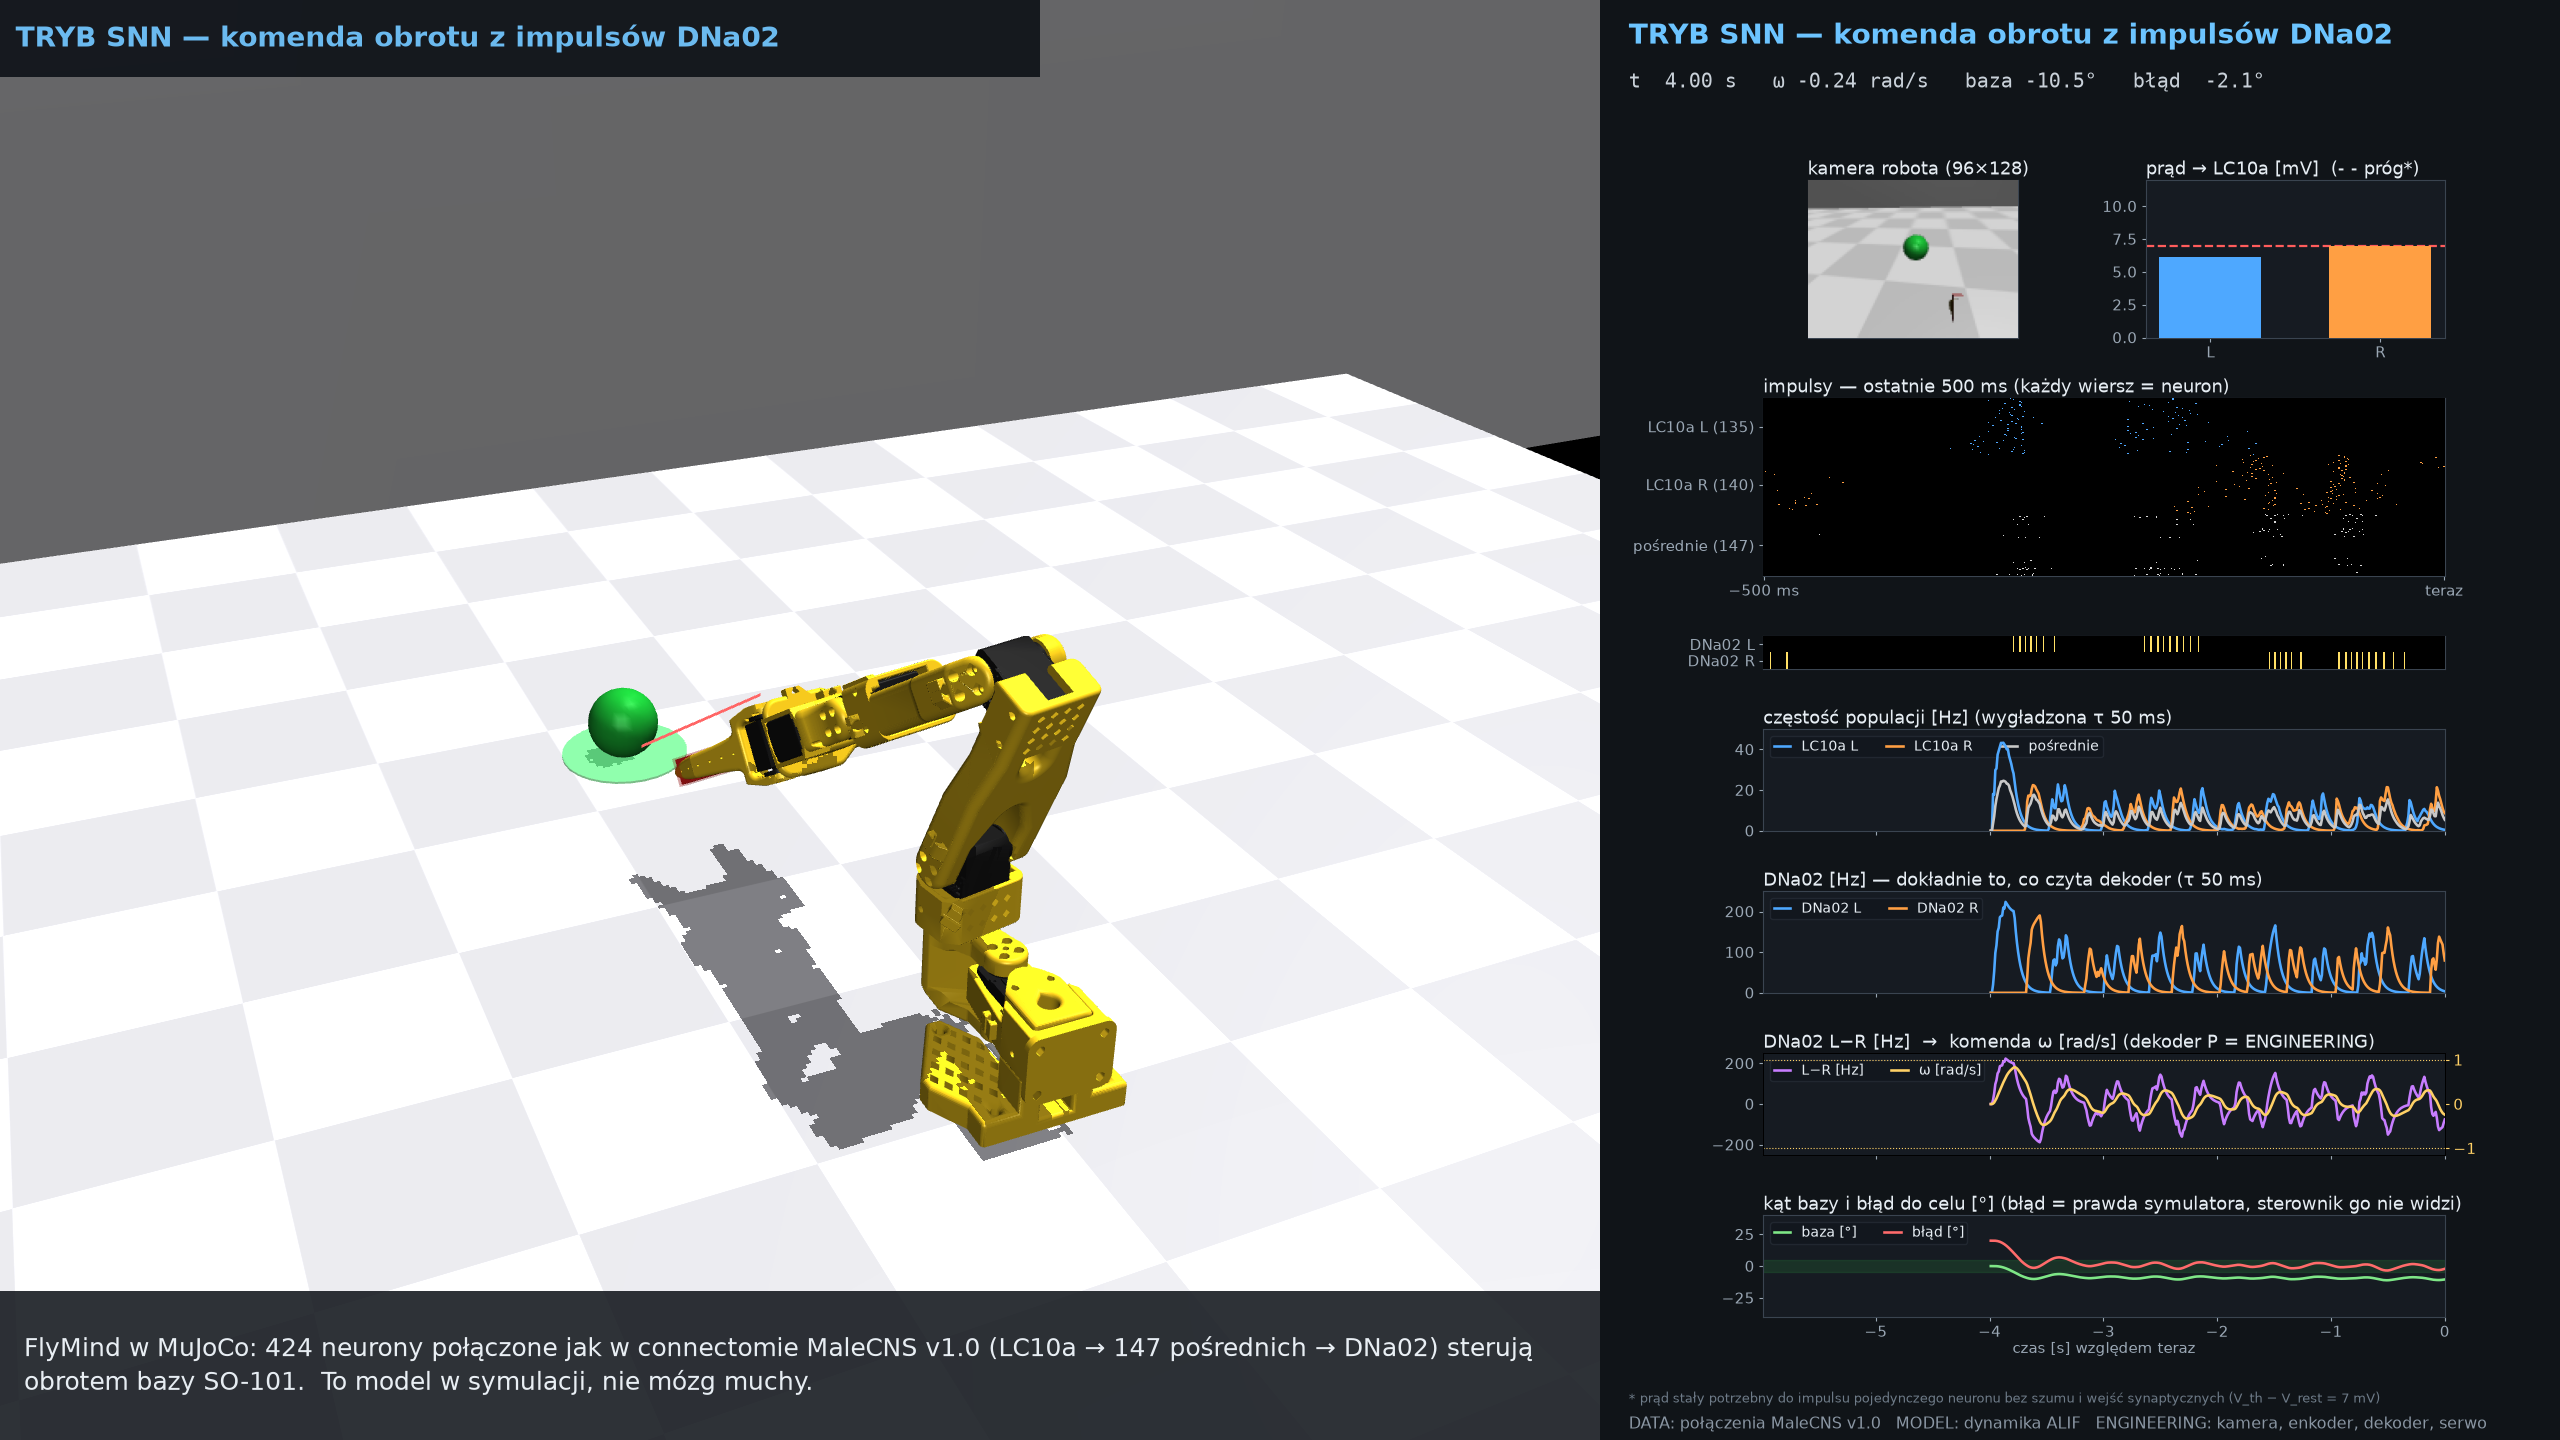 TRYB SNN — komenda obrotu z impulsów DNa02
TRYB SNN — komenda obrotu z impulsów DNa02
t 4.00 s ω -0.24 rad/s baza -10.5° błąd -2.1°
kamera robota (96×128)
prąd → LC10a [mV] (- - próg*)
10.0
7.5
5.0
2.5
0.0
L R
impulsy — ostatnie 500 ms (każdy wiersz = neuron)
LC10a L (135)
LC10a R (140)
pośrednie (147)
−500 ms teraz
DNa02 L
DNa02 R
częstość populacji [Hz] (wygładzona τ 50 ms)
LC10a L LC10a R pośrednie
40
20
0
DNa02 [Hz] — dokładnie to, co czyta dekoder (τ 50 ms)
DNa02 L DNa02 R
200
100
0
DNa02 L−R [Hz] → komenda ω [rad/s] (dekoder P = ENGINEERING)
L−R [Hz] ω [rad/s]
200 1
0 0
−200 −1
kąt bazy i błąd do celu [°] (błąd = prawda symulatora, sterownik go nie widzi)
baza [°] błąd [°]
25
0
−25
−5 −4 −3 −2 −1 0
czas [s] względem teraz
FlyMind w MuJoCo: 424 neurony połączone jak w connectomie MaleCNS v1.0 (LC10a → 147 pośrednich → DNa02) sterują
obrotem bazy SO-101. To model w symulacji, nie mózg muchy.
* prąd stały potrzebny do impulsu pojedynczego neuronu bez szumu i wejść synaptycznych (V_th − V_rest = 7 mV)
DATA: połączenia MaleCNS v1.0 MODEL: dynamika ALIF ENGINEERING: kamera, enkoder, dekoder, serwo